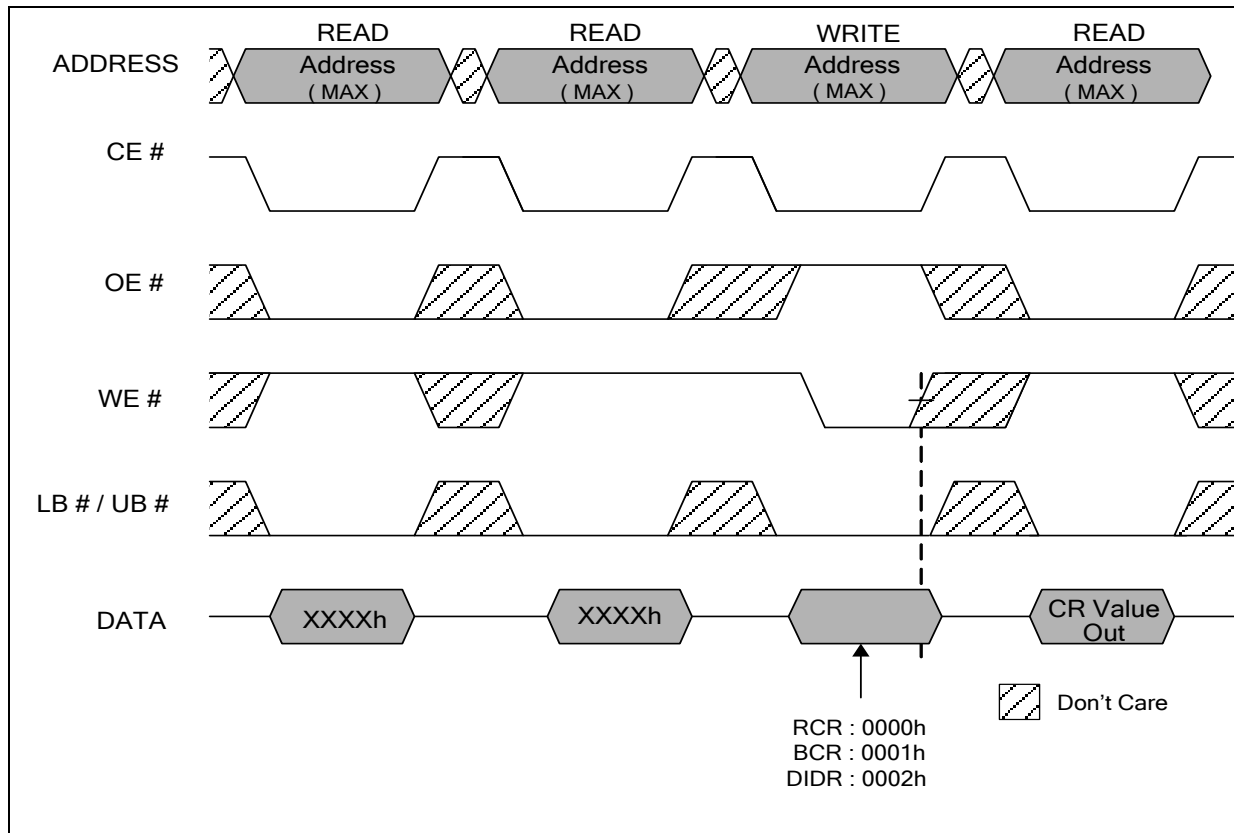 READ READ WRITE READ
ADDRESS Address Address Address Address
( MAX ) ( MAX ) ( MAX ) ( MAX )
CE #
OE #
WE #
LB # / UB #
DATA XXXXh XXXXh CR Value
Out
Don't Care
RCR : 0000h
BCR : 0001h
DIDR : 0002h